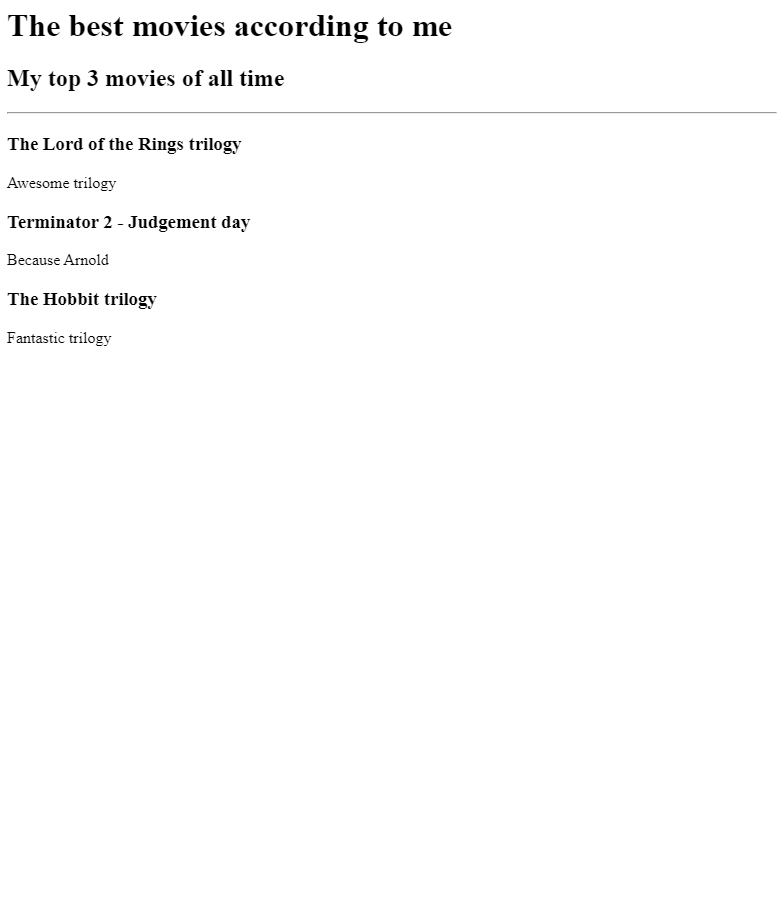 The best movies according to me
My top 3 movies of all time
The Lord of the Rings trilogy
Awesome trilogy
Terminator 2 - Judgement day
Because Arnold
The Hobbit trilogy
Fantastic trilogy